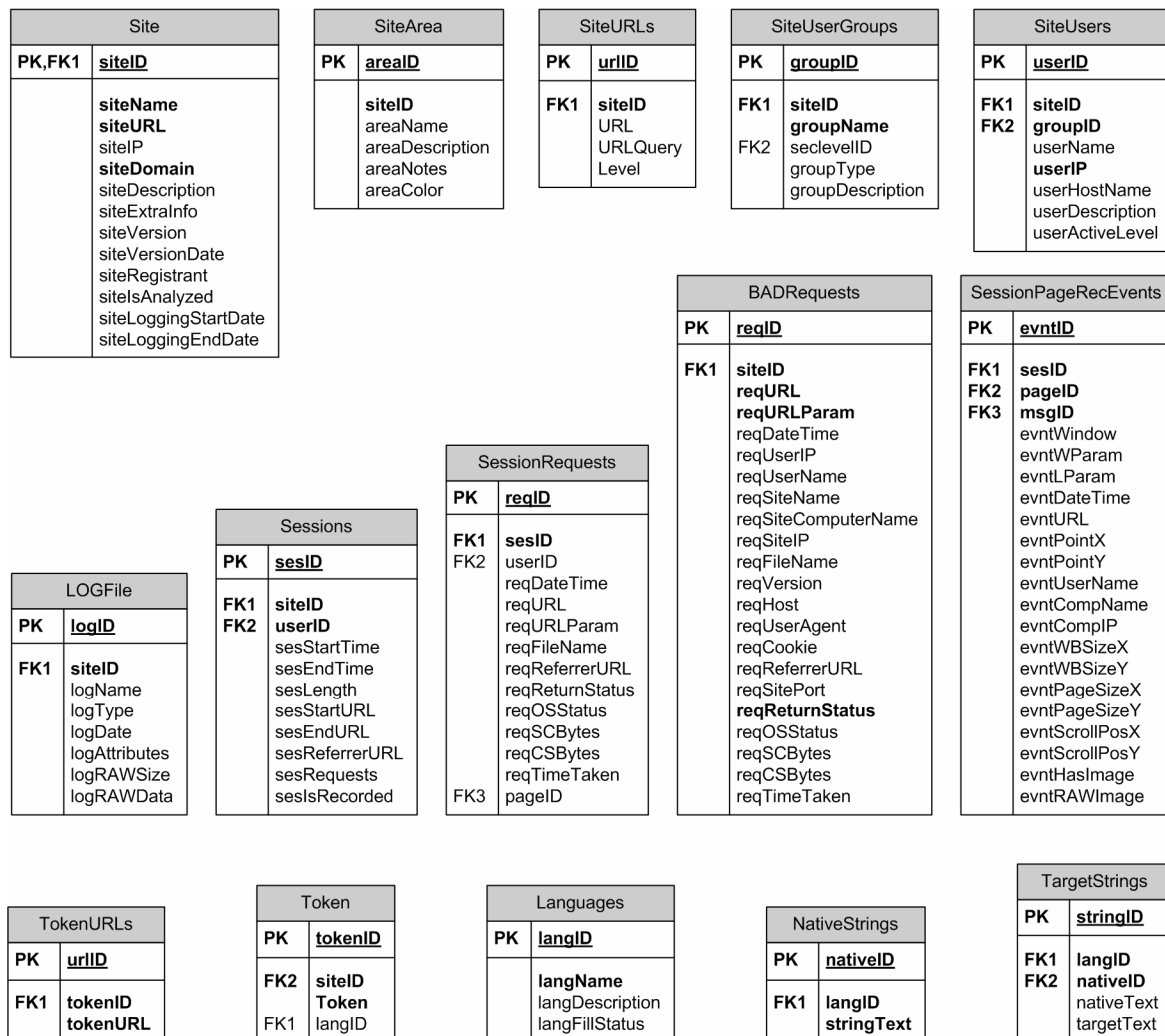 Site
PK,FK1 siteID
siteName
siteURL
siteIP
siteDomain
siteDescription
siteExtraInfo
siteVersion
siteVersionDate
siteRegistrant
siteIsAnalyzed
siteLoggingStartDate
siteLoggingEndDate
SiteArea
PK areaID
siteID
areaName
areaDescription
areaNotes
areaColor
SiteURLs
PK urlID
FK1 siteID
URL
URLQuery
Level
SiteUserGroups
PK groupID
FK1 siteID
groupName
FK2 seclevelID
groupType
groupDescription
SiteUsers
PK userID
FK1 siteID
FK2 groupID
userName
userIP
userHostName
userDescription
userActiveLevel
LOGFile
PK logID
FK1 siteID
logName
logType
logDate
logAttributes
logRAWSize
logRAWData
Sessions
PK sesID
FK1 siteID
FK2 userID
sesStartTime
sesEndTime
sesLength
sesStartURL
sesEndURL
sesReferrerURL
sesRequests
sesIsRecorded
SessionRequests
PK reqID
FK1 sesID
FK2 userID
reqDateTime
reqURL
reqURLParam
reqFileName
reqReferrerURL
reqReturnStatus
reqOSStatus
reqSCBytes
reqCSBytes
reqTimeTaken
FK3 pageID
BADRequests
PK reqID
FK1 siteID
reqURL
reqURLParam
reqDateTime
reqUserIP
reqUserName
reqSiteName
reqSiteComputerName
reqSiteIP
reqFileName
reqVersion
reqHost
reqUserAgent
reqCookie
reqReferrerURL
reqSitePort
reqReturnStatus
reqOSStatus
reqSCBytes
reqCSBytes
reqTimeTaken
SessionPageRecEvents
PK evntID
FK1 sesID
FK2 pageID
FK3 msgID
evntWindow
evntWParam
evntLParam
evntDateTime
evntURL
evntPointX
evntPointY
evntUserName
evntCompName
evntCompIP
evntWBSizeX
evntWBSizeY
evntPageSizeX
evntPageSizeY
evntScrollPosX
evntScrollPosY
evntHasImage
evntRAWImage
TokenURLs
PK urlID
FK1 tokenID
tokenURL
Token
PK tokenID
FK2 siteID
Token
FK1 langID
Languages
PK langID
langName
langDescription
langFillStatus
NativeStrings
PK nativeID
FK1 langID
stringText
TargetStrings
PK stringID
FK1 langID
FK2 nativeID
nativeText
targetText